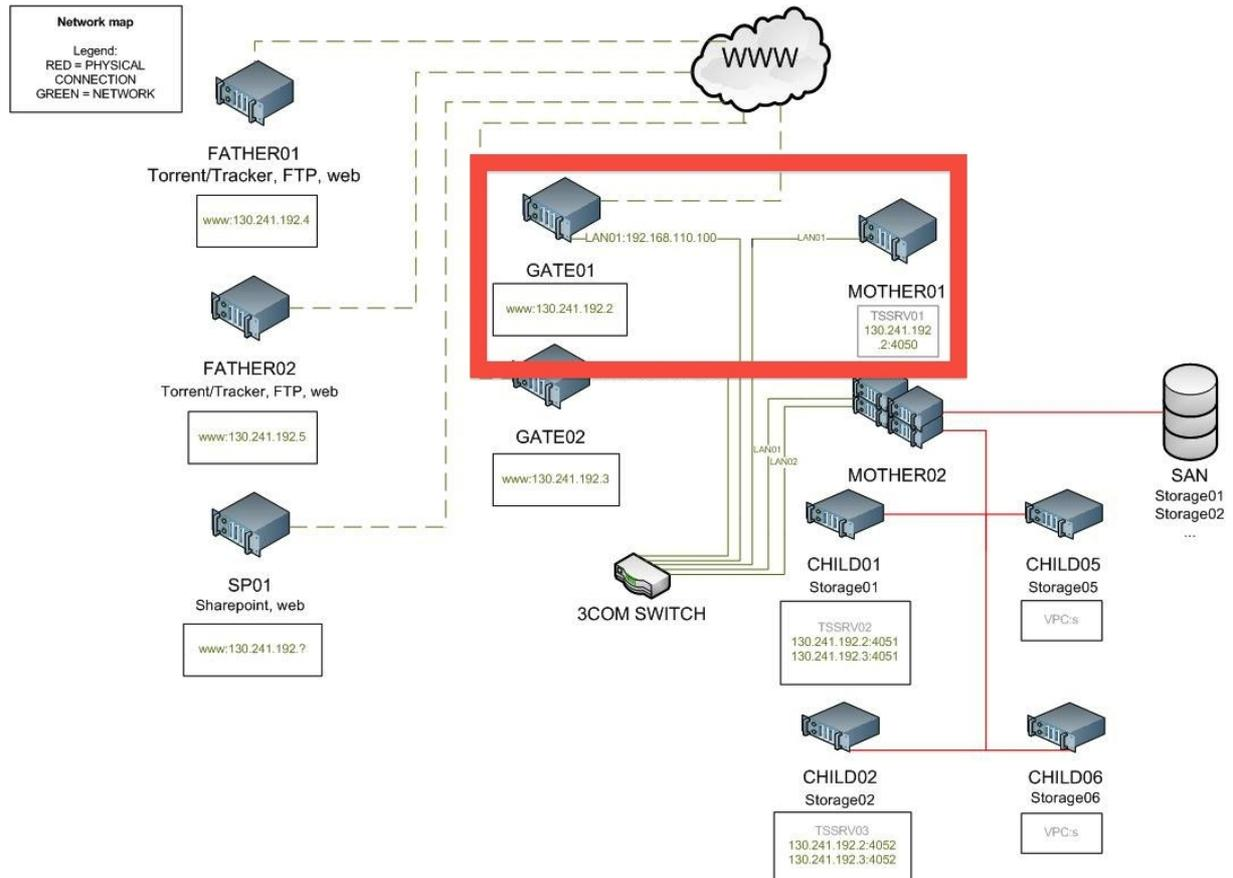 Network map
Legend:
RED = PHYSICAL
CONNECTION
GREEN = NETWORK
WWW
FATHER01
Torrent/Tracker, FTP, web
www:130.241.192.4
FATHER02
Torrent/Tracker, FTP, web
www:130.241.192.5
SP01
Sharepoint, web
www:130.241.192.?
LAN01:192.168.110.100
GATE01
www:130.241.192.2
GATE02
www:130.241.192.3
LAN01
MOTHER01
TSSRV01
130.241.192
.2:4050
LAN01
LAN02
MOTHER02
3COM SWITCH
SAN
Storage01
Storage02
...
CHILD01
Storage01
TSSRV02
130.241.192.2:4051
130.241.192.3:4051
CHILD05
Storage05
VPC:s
CHILD02
Storage02
TSSRV03
130.241.192.2:4052
130.241.192.3:4052
CHILD06
Storage06
VPC:s